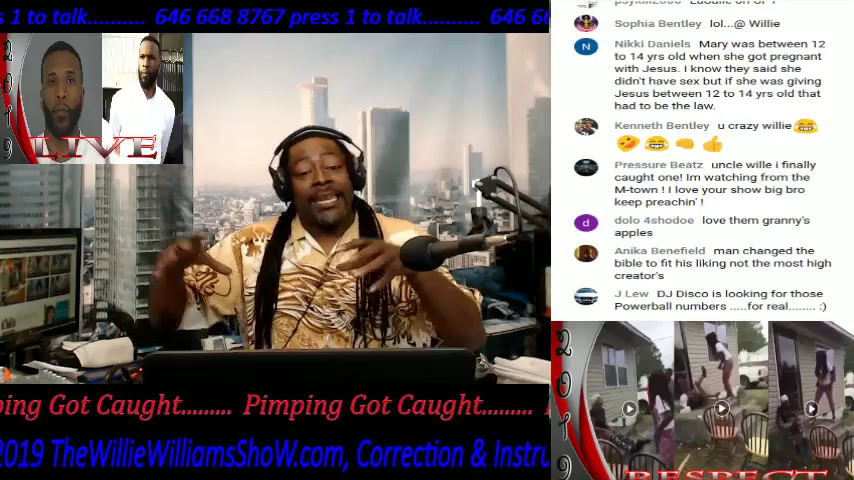 s 1 to talk.......... 646 668 8767 press 1 to talk.......... 646 6
2019
LIVE
Sophia Bentley lol...@ Willie
Nikki Daniels Mary was between 12
to 14 yrs old when she got pregnant
with Jesus. I know they said she
didn't have sex but if she was giving
Jesus between 12 to 14 yrs old that
had to be the law.
Kenneth Bentley u crazy willie😂
🤣😂👊👍
Pressure Beatz uncle wille i finally
caught one! Im watching from the
M-town ! I love your show big bro
keep preachin' !
dolo 4shodoe love them granny's
apples
Anika Benefield man changed the
bible to fit his liking not the most high
creator's
J Lew DJ Disco is looking for those
Powerball numbers .....for real........ :)
2019
RESPECT
ping Got Caught......... Pimping Got Caught.........
2019 TheWillieWilliamsShoW.com, Correction & Instru